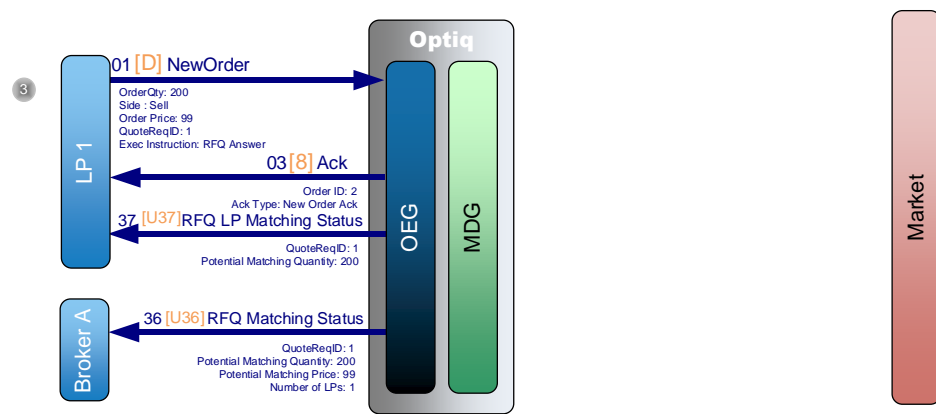 Optiq
3
01 [D] NewOrder
OrderQty: 200
Side : Sell
Order Price: 99
QuoteReqID: 1
Exec Instruction: RFQ Answer
LP 1
03 [8] Ack
Order ID: 2
Ack Type: New Order Ack
37 [U37] RFQ LP Matching Status
QuoteReqID: 1
Potential Matching Quantity: 200
OEG
MDG
Market
Broker A
36 [U36] RFQ Matching Status
QuoteReqID: 1
Potential Matching Quantity: 200
Potential Matching Price: 99
Number of LPs: 1